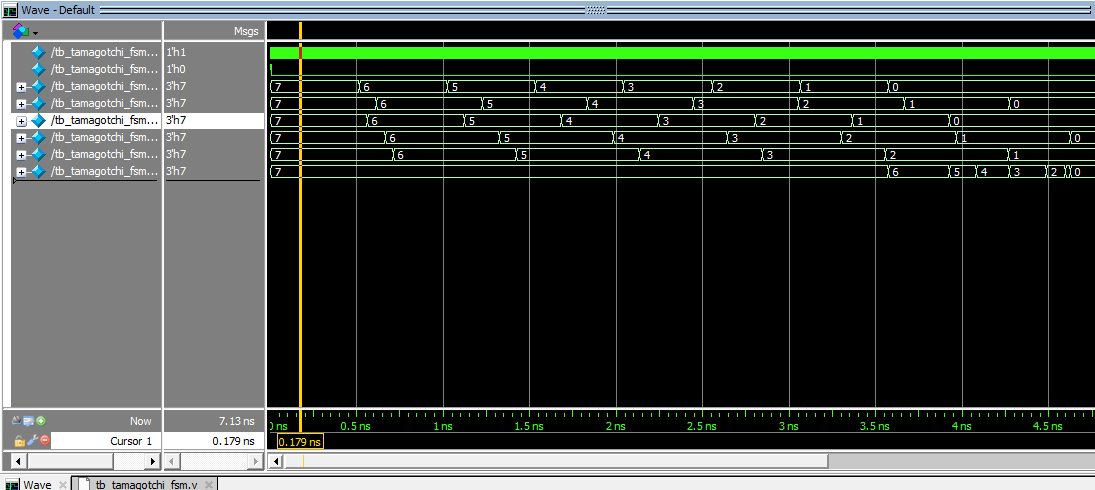 Wave - Default
Msgs
/tb_tamagotchi_fsm... 1'h1
/tb_tamagotchi_fsm... 1'h0
/tb_tamagotchi_fsm... 3'h7 7 6 5 4 3 2 1 0
/tb_tamagotchi_fsm... 3'h7 7 6 5 4 3 2 1 0
/tb_tamagotchi_fsm... 3'h7 7 6 5 4 3 2 1 0
/tb_tamagotchi_fsm... 3'h7 7 6 5 4 3 2 1 0
/tb_tamagotchi_fsm... 3'h7 7 6 5 4 3 2 1
/tb_tamagotchi_fsm... 3'h7 7 6 5 4 3 2 0
Now 7.13 ns ns 0.5 ns 1 ns 1.5 ns 2 ns 2.5 ns 3 ns 3.5 ns 4 ns 4.5 ns
Cursor 1 0.179 ns 0.179 ns
Wave tb_tamagotchi_fsm.v